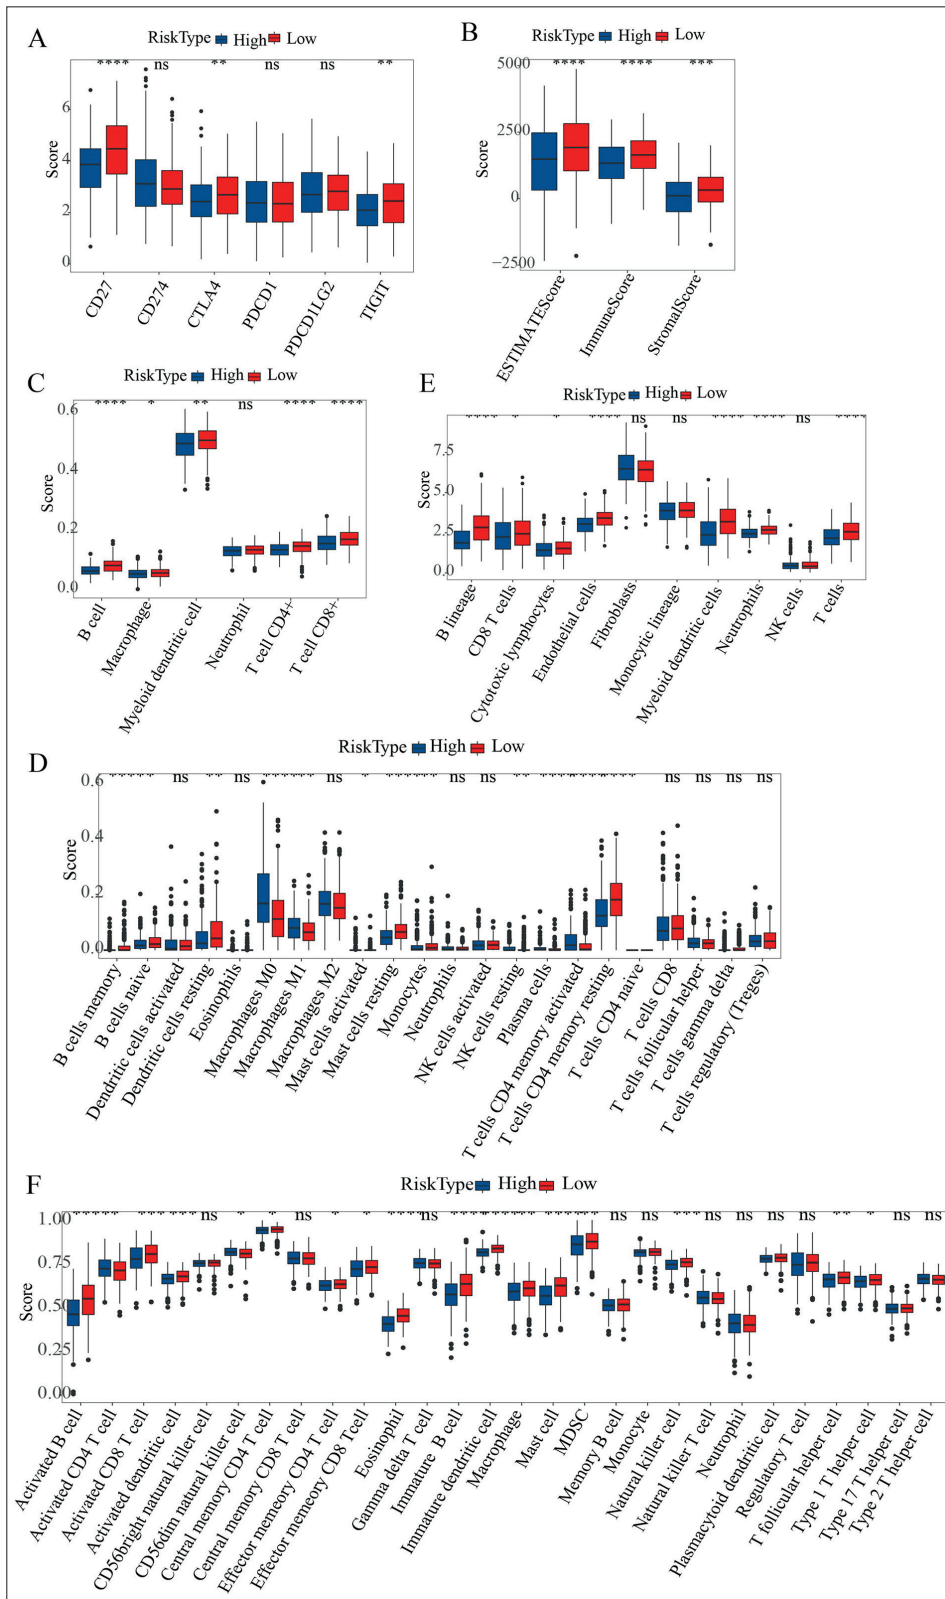 A
RiskType High Low
**** ns ** ns ns **
Score
6
4
2
0
CD27
CD274
CTLA4
PDCD1
PDCD1LG2
TIGIT
B
RiskType High Low
**** **** ***
Score
5000
2500
0
−2500
ESTIMATEScore
ImmuneScore
StromalScore
C
RiskType High Low
**** * ** ns **** ****
Score
0.6
0.4
0.2
0.0
B cell
Macrophage
Myeloid dendritic cell
Neutrophil
T cell CD4+
T cell CD8+
E
RiskType High Low
ns ns ns
Score
7.5
5.0
2.5
0.0
B lineage
CD8 T cells
Cytotoxic lymphocytes
Endothelial cells
Fibroblasts
Monocytic lineage
Myeloid dendritic cells
Neutrophils
NK cells
T cells
D
RiskType High Low
ns ns ns ns ns ns ns ns ns
Score
0.6
0.4
0.2
0.0
B cells memory
B cells naive
Dendritic cells activated
Dendritic cells resting
Eosinophils
Macrophages M0
Macrophages M1
Macrophages M2
Mast cells activated
Mast cells resting
Monocytes
Neutrophils
NK cells activated
NK cells resting
Plasma cells
T cells CD4 memory activated
T cells CD4 memory resting
T cells CD4 naive
T cells CD8
T cells follicular helper
T cells gamma delta
T cells regulatory (Treges)
F
RiskType High Low
ns ns ns ns ns ns ns ns ns ns
Score
1.00
0.75
0.50
0.25
0.00
Activated B cell
Activated CD4 T cell
Activated CD8 T cell
Activated dendritic cell
CD56bright natural killer cell
CD56dim natural killer cell
Central memory CD4 T cell
Central memory CD8 T cell
Effector memeory CD4 T cell
Effector memeory CD8 T cell
Eosinophil
Gamma delta T cell
Immature B cell
Immature dendritic cell
Macrophage
Mast cell
MDSC
Memory B cell
Monocyte
Natural killer cell
Natural killer T cell
Neutrophil
Plasmacytoid dendritic cell
Regulatory T cell
T follicular helper cell
Type 1 T helper cell
Type 17 T helper cell
Type 2 T helper cell